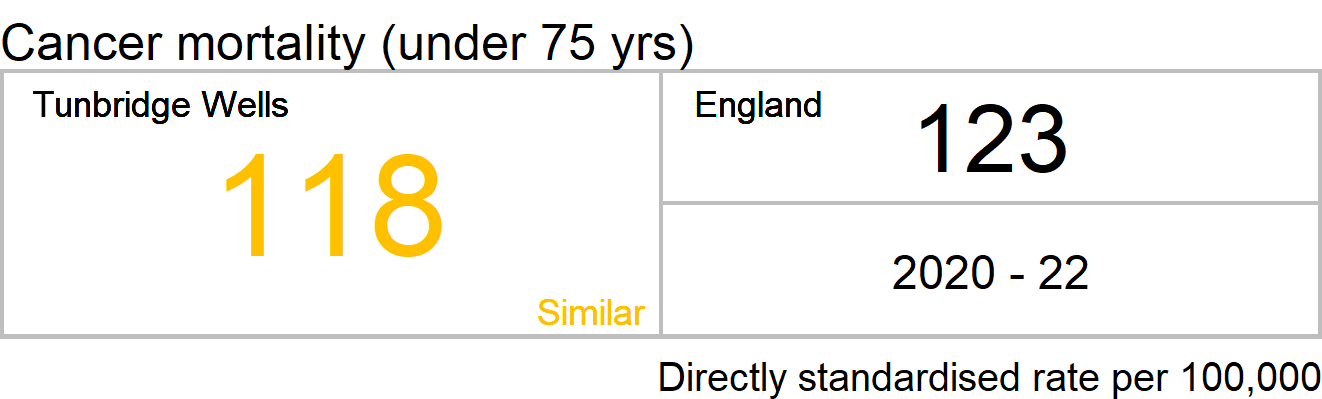 Cancer mortality (under 75 yrs)
Tunbridge Wells
118
Similar
England
123
2020 - 22
Directly standardised rate per 100,000